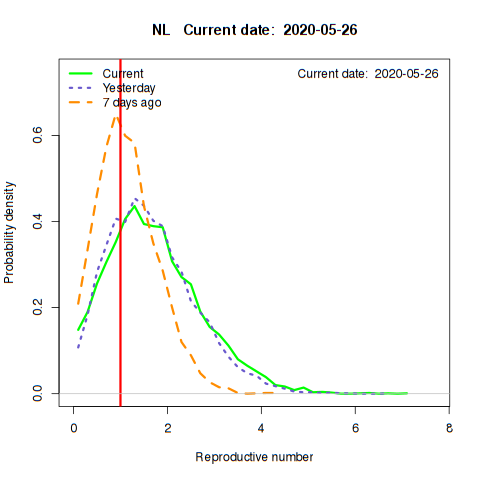 NL   Current date:  2020-05-26
Current
Yesterday
7 days ago
Current date:  2020-05-26
Probability density
0.6
0.4
0.2
0.0
0 2 4 6 8
Reproductive number